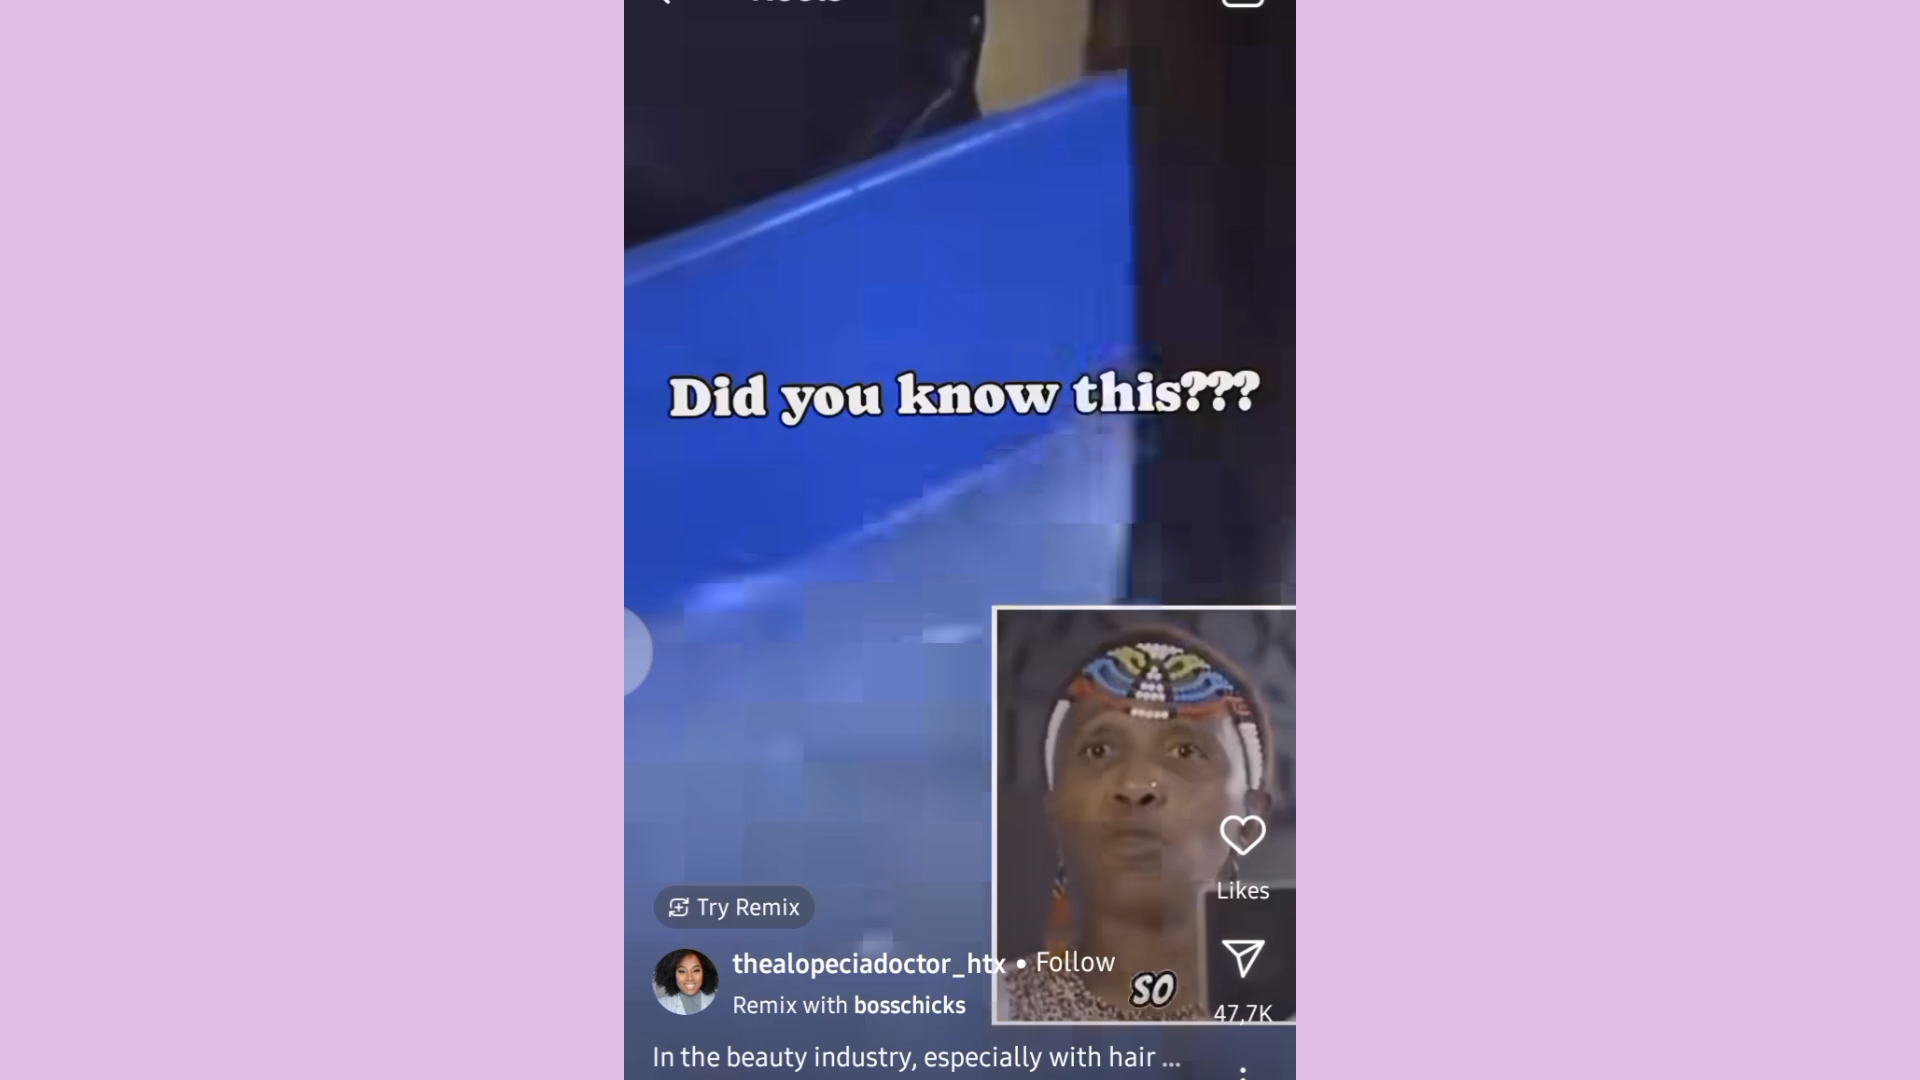 Did you know this???
Try Remix
thealopeciadoctor_htx • Follow
Remix with bosschicks
In the beauty industry, especially with hair ...
SO
Likes
47,7K